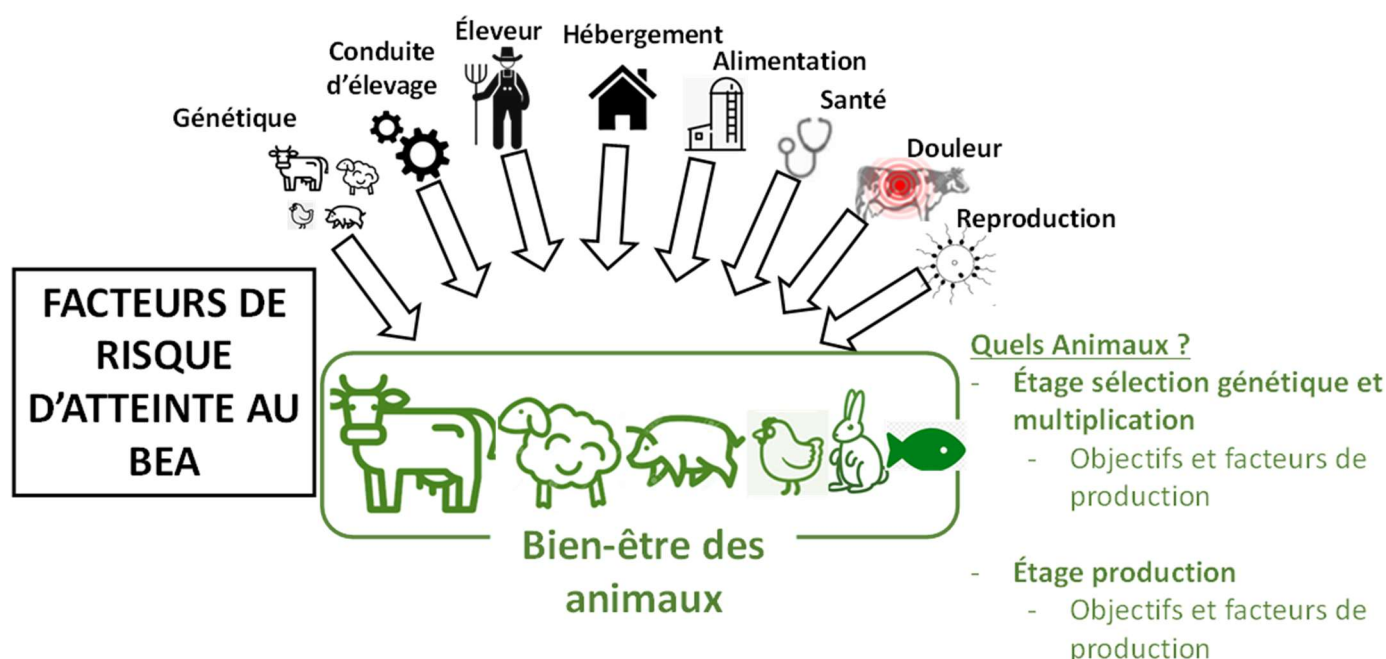 Éleveur
Hébergement
Conduite
d'élevage
Alimentation
Santé
Génétique
Douleur
Reproduction
FACTEURS DE
RISQUE
D'ATTEINTE AU
BEA
Quels Animaux ?
- Étage sélection génétique et
multiplication
- Objectifs et facteurs de
production
- Étage production
- Objectifs et facteurs de
production
Bien-être des
animaux